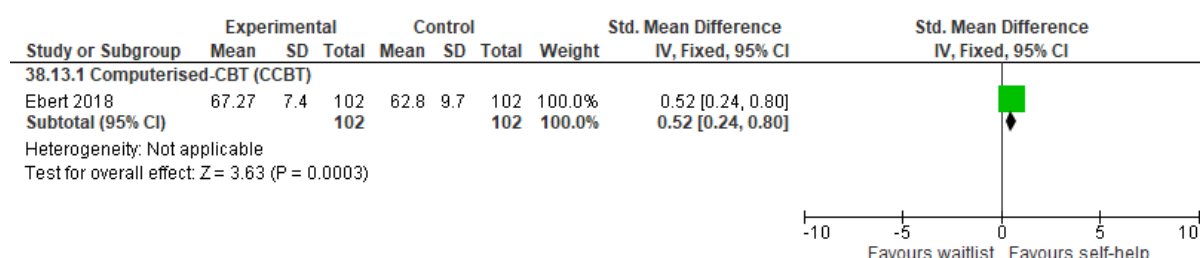 Experimental Control Std. Mean Difference Std. Mean Difference
Study or Subgroup Mean SD Total Mean SD Total Weight IV, Fixed, 95% CI IV, Fixed, 95% CI
38.13.1 Computerised-CBT (CCBT)
Ebert 2018 67.27 7.4 102 62.8 9.7 102 100.0% 0.52 [0.24, 0.80]
Subtotal (95% CI) 102 102 100.0% 0.52 [0.24, 0.80]
Heterogeneity: Not applicable
Test for overall effect: Z = 3.63 (P = 0.0003)
-10 -5 0 5 10
Favours waitlist Favours self-help